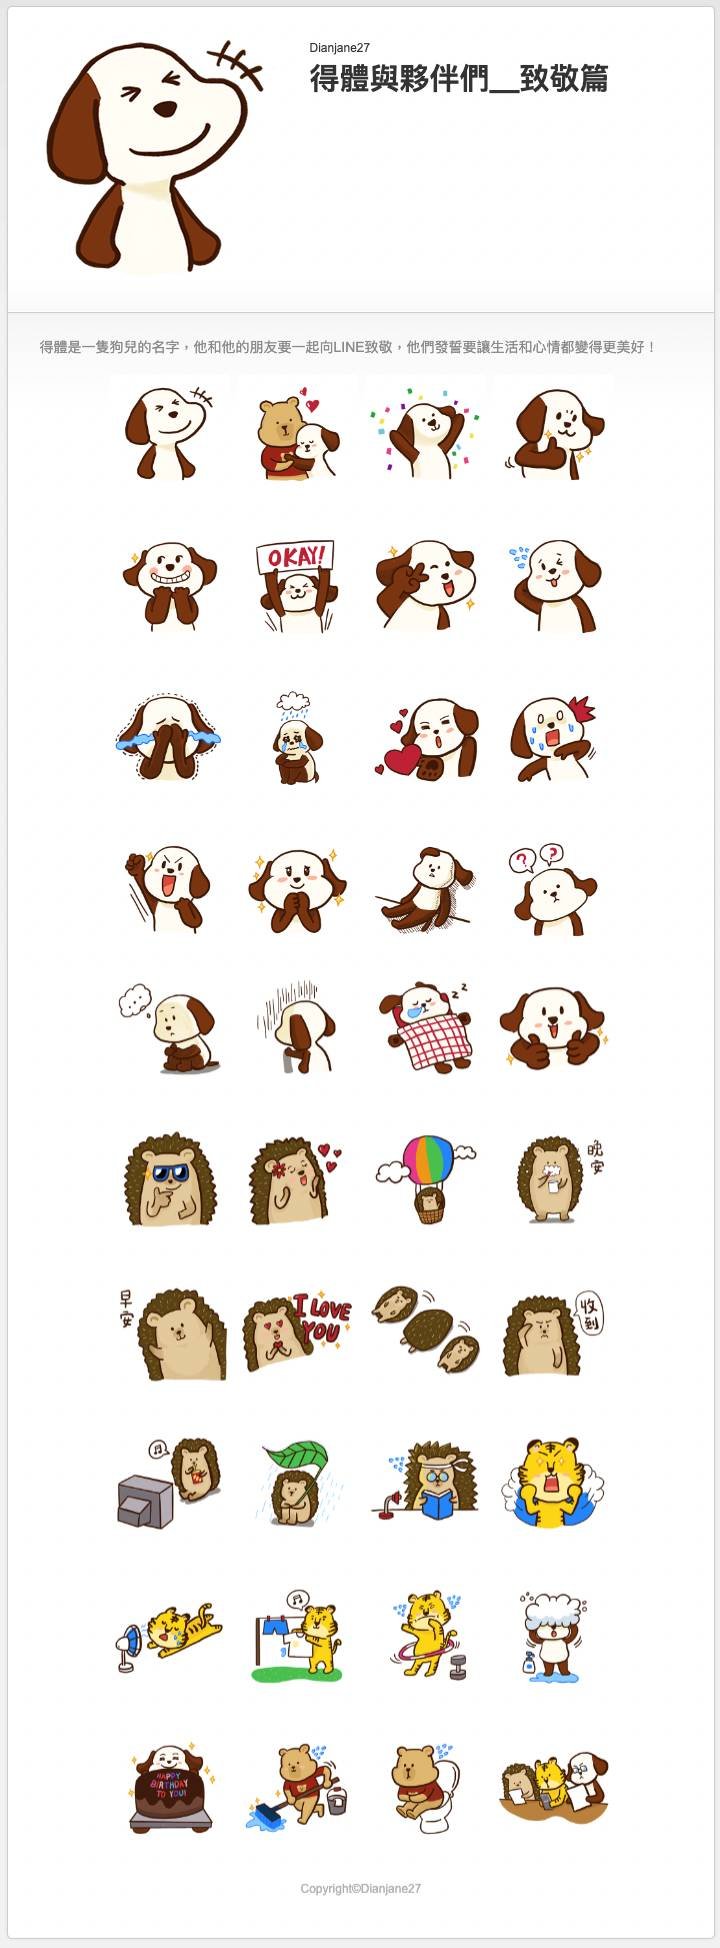 Dianjane27
得體與夥伴們__致敬篇
得體是一隻狗兒的名字，他和他的朋友要一起向LINE致敬，他們發誓要讓生活和心情都變得更美好！
OKAY!
? ?
...
z z
晚安
早安
I LOVE
YOU
收到
HAPPY
BIRTHDAY
TO YOU!
Copyright©Dianjane27